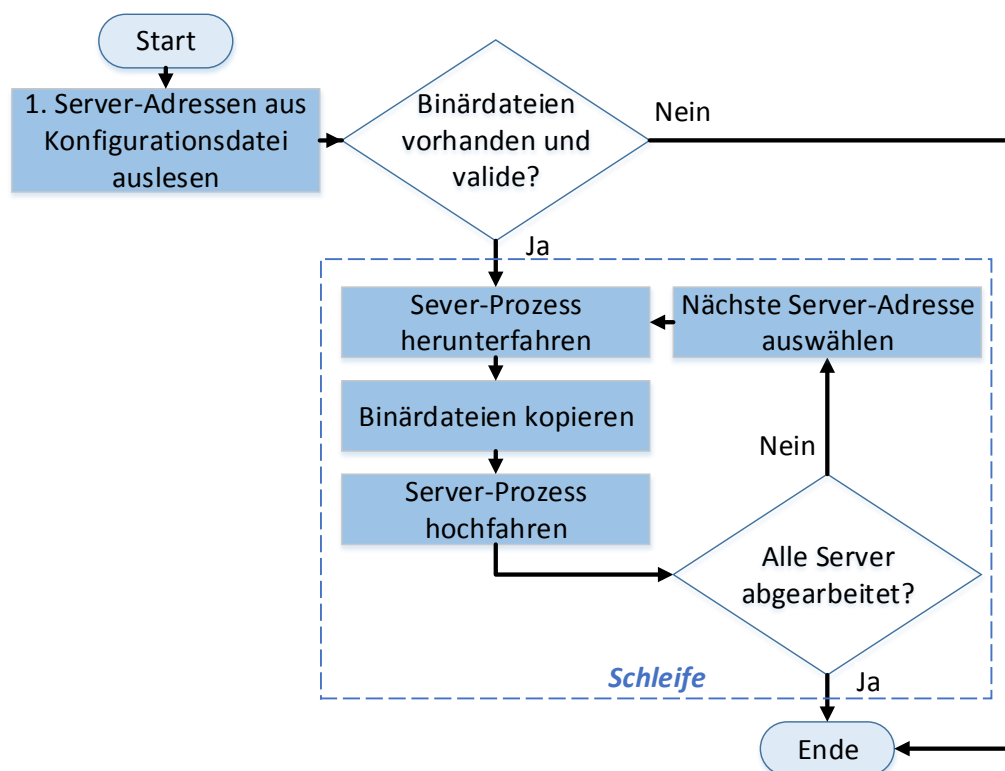 Start
1. Server-Adressen aus
Konfigurationsdatei
auslesen
Binärdateien
vorhanden und
valide?
Nein
Ja
Sever-Prozess
herunterfahren
Nächste Server-Adresse
auswählen
Binärdateien kopieren
Nein
Server-Prozess
hochfahren
Alle Server
abgearbeitet?
Schleife
Ja
Ende